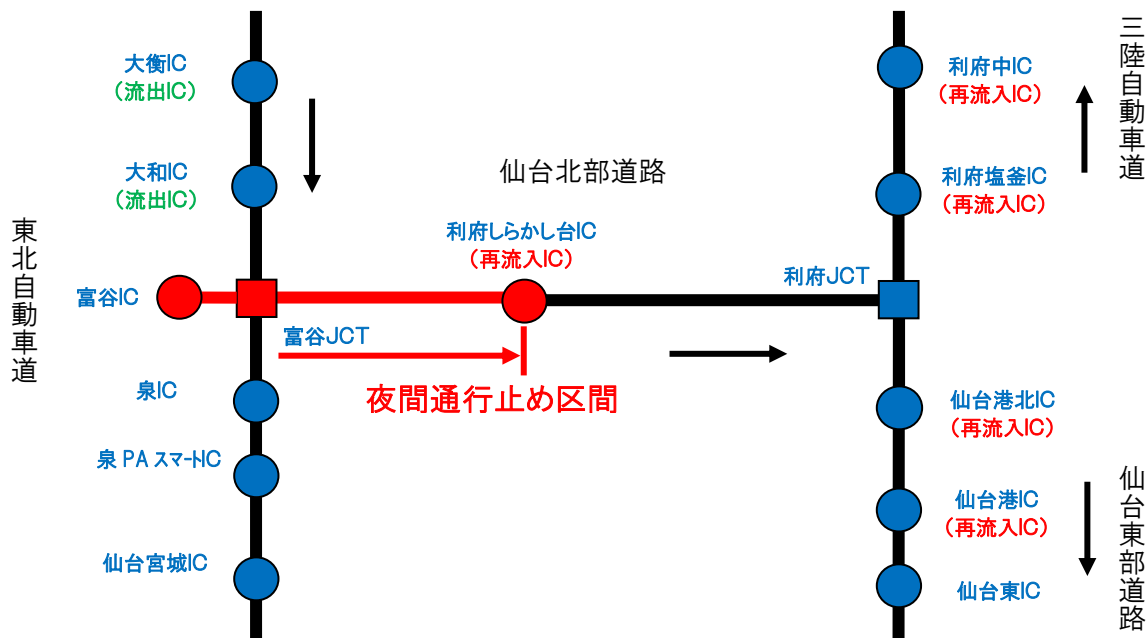 大衡IC
（流出IC）
大和IC
（流出IC）
東北自動車道
富谷IC
富谷JCT
泉IC
泉PAスマートIC
仙台宮城IC
仙台北部道路
利府しらかし台IC
（再流入IC）
夜間通行止め区間
利府JCT
利府中IC
（再流入IC）
利府塩釜IC
（再流入IC）
三陸自動車道
仙台港北IC
（再流入IC）
仙台港IC
（再流入IC）
仙台東IC
仙台東部道路